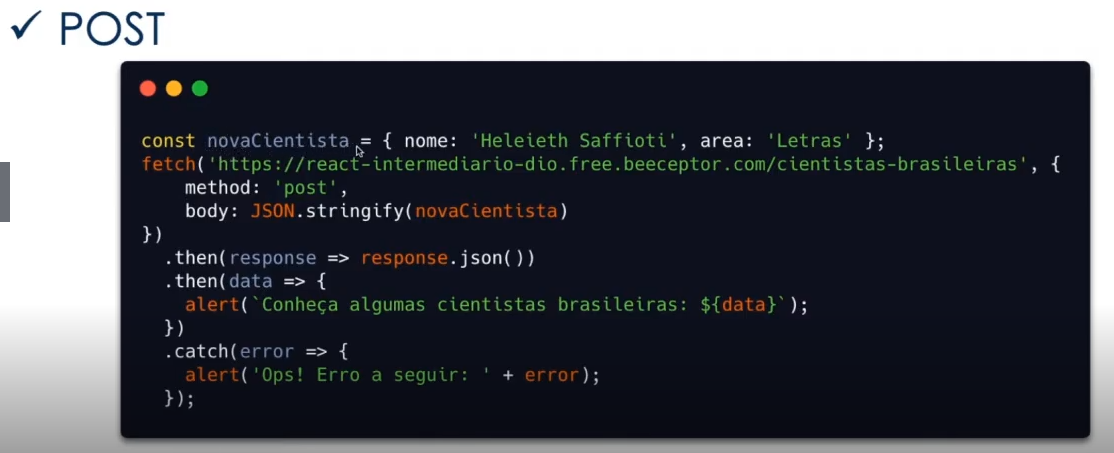 ✓ POST
const novaCientista = { nome: 'Heleieth Saffioti', area: 'Letras' };
fetch('https://react-intermediario-dio.free.beeceptor.com/cientistas-brasileiras', {
    method: 'post',
    body: JSON.stringify(novaCientista)
})
  .then(response => response.json())
  .then(data => {
    alert(`Conheça algumas cientistas brasileiras: ${data}`);
  })
  .catch(error => {
    alert('Ops! Erro a seguir: ' + error);
  });